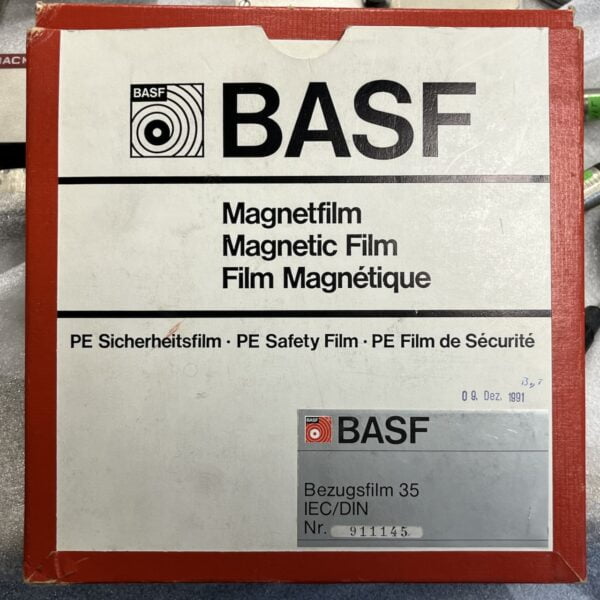 BASF
BASF
Magnetfilm
Magnetic Film
Film Magnétique
PE Sicherheitsfilm · PE Safety Film · PE Film de Sécurité
09. Dez. 1991
BASF
Bezugsfilm 35
IEC/DIN
Nr. 911145